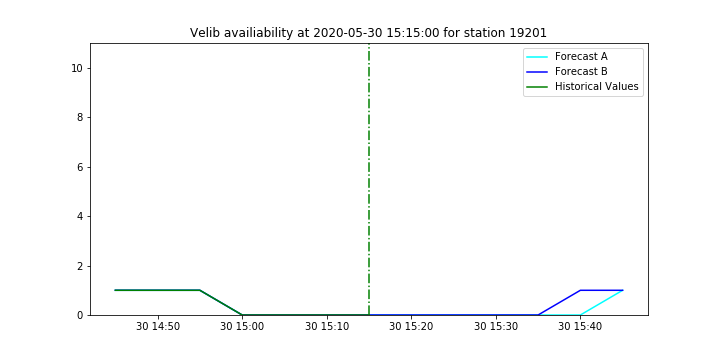 Velib availiability at 2020-05-30 15:15:00 for station 19201
Forecast A
Forecast B
Historical Values
10
8
6
4
2
0
30 14:50 30 15:00 30 15:10 30 15:20 30 15:30 30 15:40